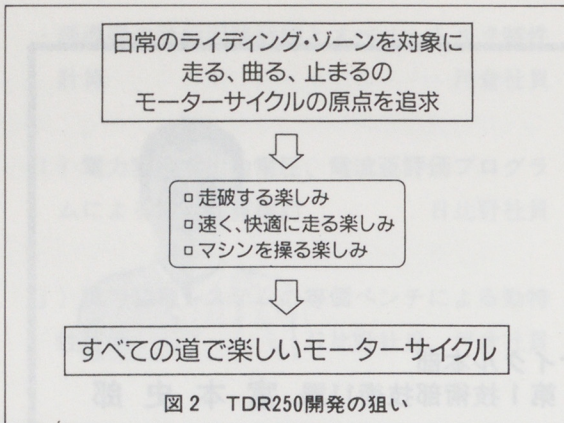 日常のライディング・ゾーンを対象に
走る、曲る、止まるの
モーターサイクルの原点を追求
▫ 走破する楽しみ
▫ 速く、快適に走る楽しみ
▫ マシンを操る楽しみ
すべての道で楽しいモーターサイクル
図2 TDR250開発の狙い